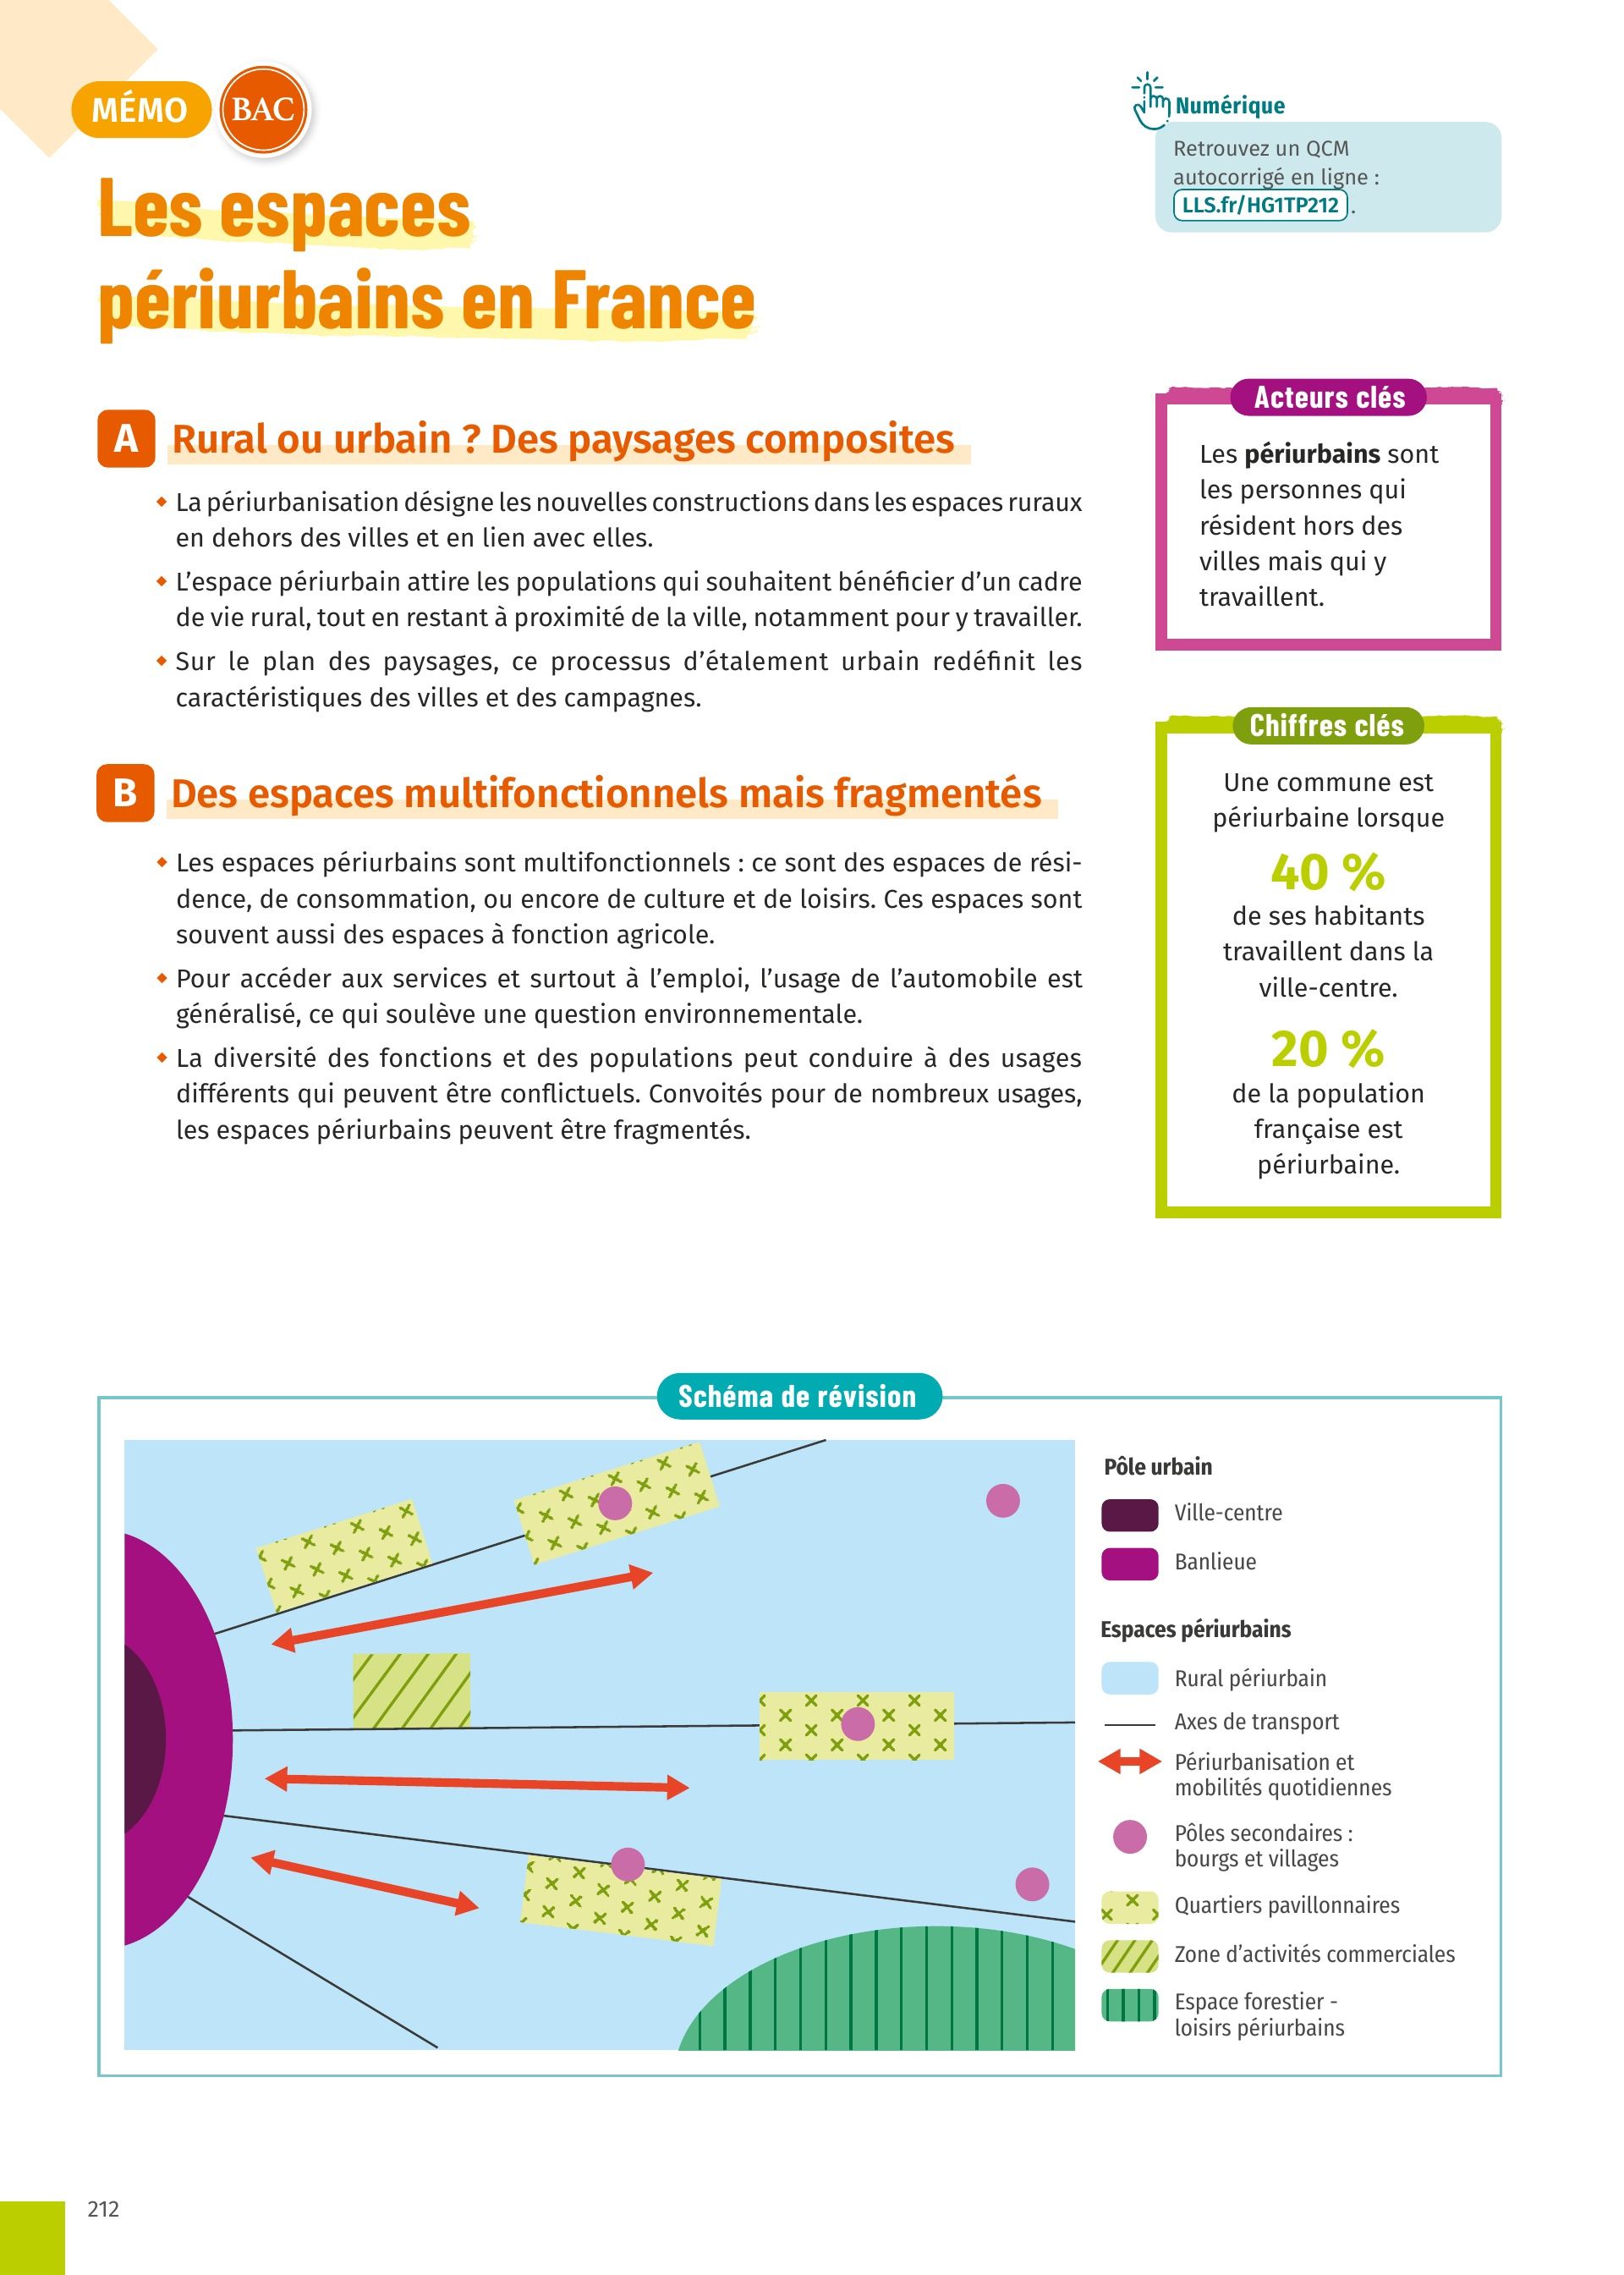 MÉMO
BAC
Numérique
Retrouvez un QCM
autocorrigé en ligne :
LLS.fr/HG1TP212 .
Les espaces
périurbains en France
A Rural ou urbain ? Des paysages composites
La périurbanisation désigne les nouvelles constructions dans les espaces ruraux
en dehors des villes et en lien avec elles.
L’espace périurbain attire les populations qui souhaitent bénéficier d’un cadre
de vie rural, tout en restant à proximité de la ville, notamment pour y travailler.
Sur le plan des paysages, ce processus d’étalement urbain redéfinit les
caractéristiques des villes et des campagnes.
B Des espaces multifonctionnels mais fragmentés
Les espaces périurbains sont multifonctionnels : ce sont des espaces de rési-
dence, de consommation, ou encore de culture et de loisirs. Ces espaces sont
souvent aussi des espaces à fonction agricole.
Pour accéder aux services et surtout à l’emploi, l’usage de l’automobile est
généralisé, ce qui soulève une question environnementale.
La diversité des fonctions et des populations peut conduire à des usages
différents qui peuvent être conflictuels. Convoités pour de nombreux usages,
les espaces périurbains peuvent être fragmentés.
Acteurs clés
Les périurbains sont
les personnes qui
résident hors des
villes mais qui y
travaillent.
Chiffres clés
Une commune est
périurbaine lorsque
40 %
de ses habitants
travaillent dans la
ville-centre.
20 %
de la population
française est
périurbaine.
Schéma de révision
Pôle urbain
Ville-centre
Banlieue
Espaces périurbains
Rural périurbain
Axes de transport
Périurbanisation et
mobilités quotidiennes
Pôles secondaires :
bourgs et villages
Quartiers pavillonnaires
Zone d’activités commerciales
Espace forestier -
loisirs périurbains
212